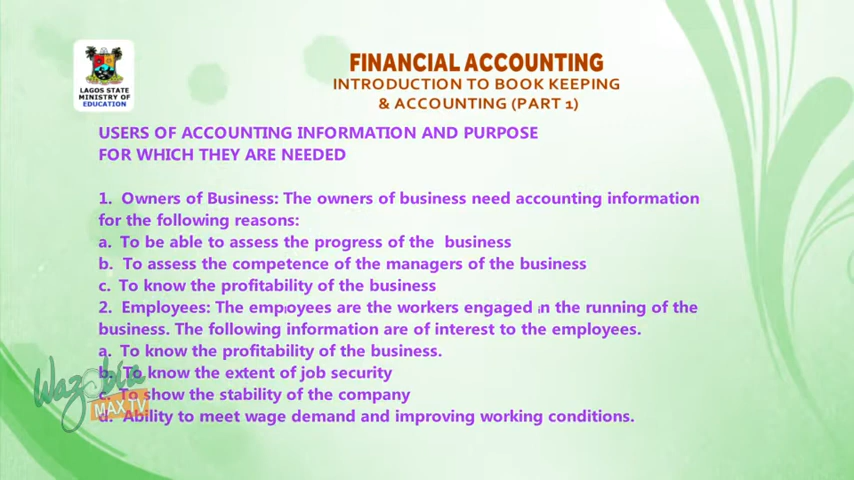 LAGOS STATE
MINISTRY OF
EDUCATION
FINANCIAL ACCOUNTING
INTRODUCTION TO BOOK KEEPING
& ACCOUNTING (PART 1)
USERS OF ACCOUNTING INFORMATION AND PURPOSE
FOR WHICH THEY ARE NEEDED
1. Owners of Business: The owners of business need accounting information
for the following reasons:
a. To be able to assess the progress of the business
b. To assess the competence of the managers of the business
c. To know the profitability of the business
2. Employees: The employees are the workers engaged in the running of the
business. The following information are of interest to the employees.
a. To know the profitability of the business.
b. To know the extent of job security
c. To show the stability of the company
d. Ability to meet wage demand and improving working conditions.
Wazobia
MAX TV